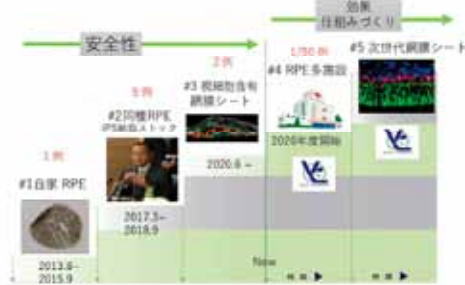 効果
仕組みづくり
安全性
1/50 例
#5 次世代網膜シート
2例
#4 RPE多施設
5例
#3 視細胞含有
網膜シート
#2同種RPE
iPS細胞ストック
2020年度開始
1例
#1自家 RPE
2020.6 ~
2017.3~
2018.9
Now
2013.8~
2015.9